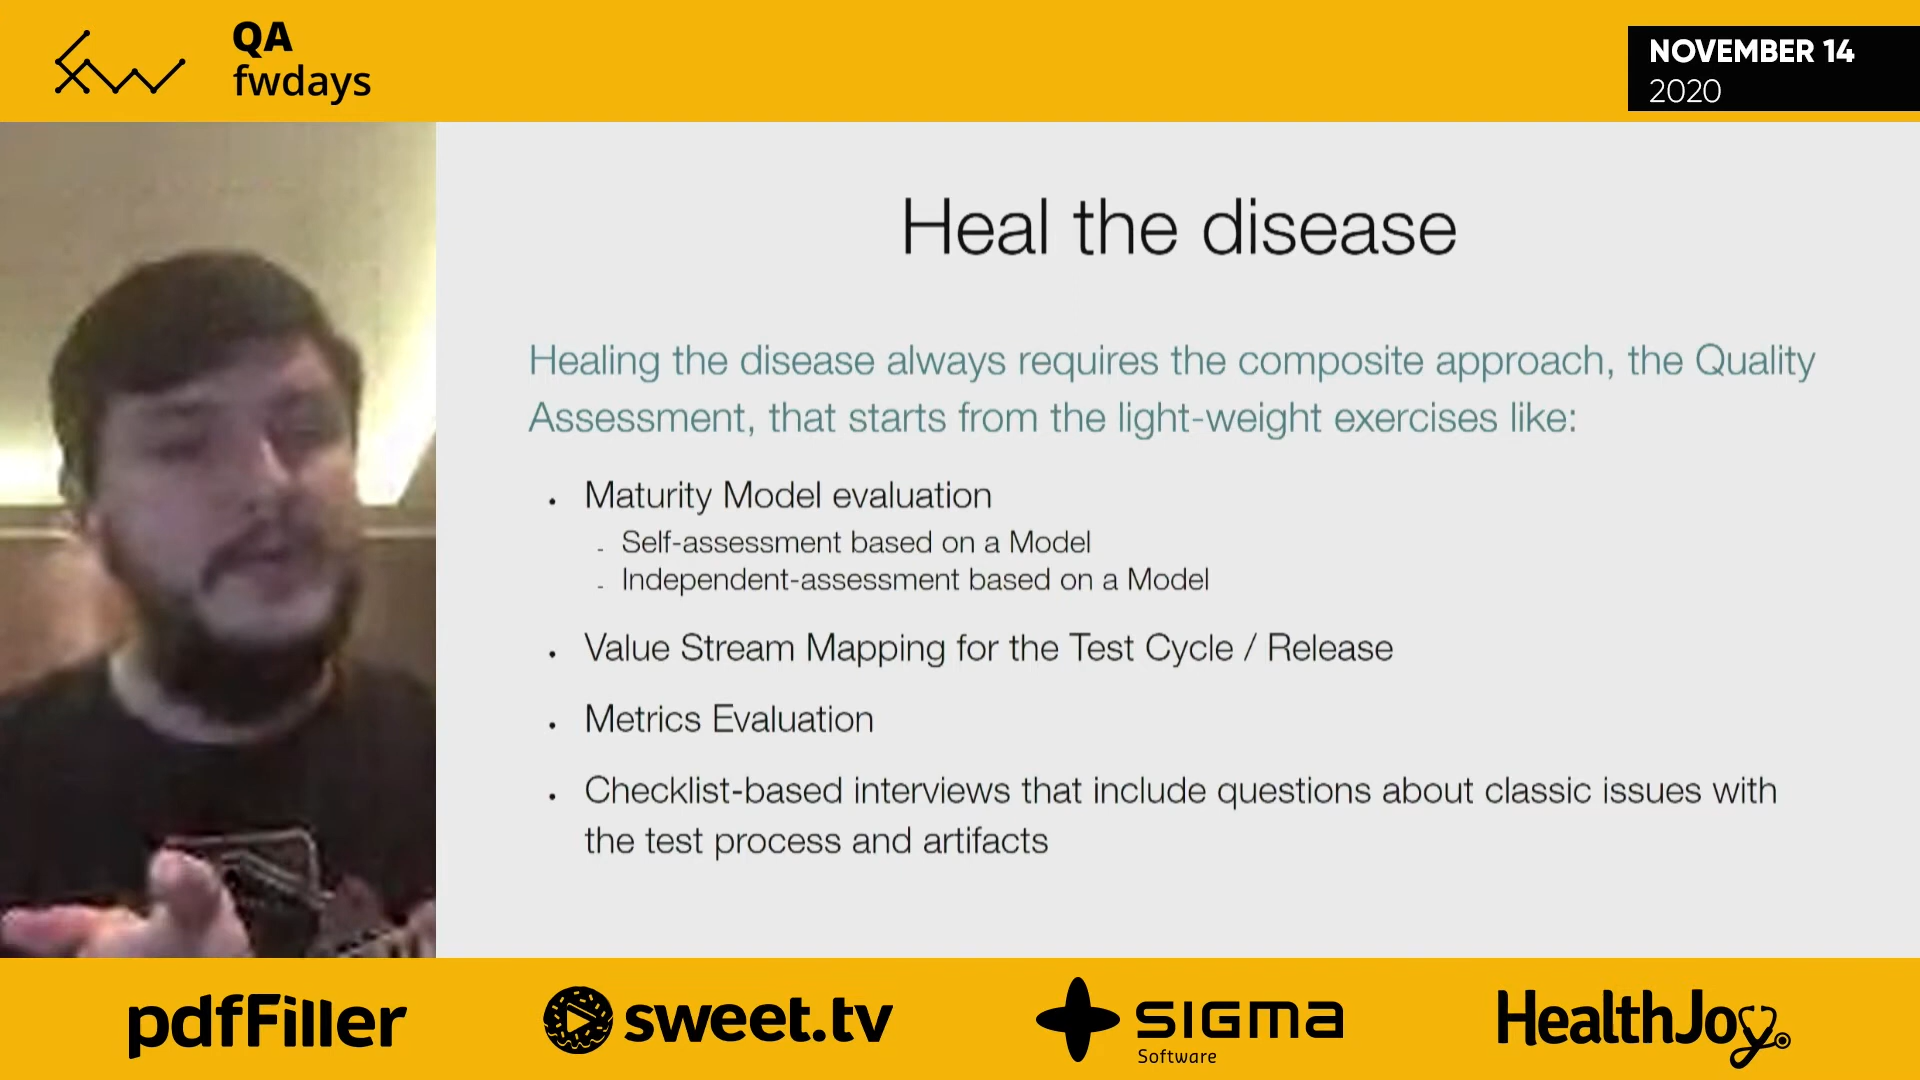 QA
fwdays
NOVEMBER 14
2020
Heal the disease
Healing the disease always requires the composite approach, the Quality
Assessment, that starts from the light-weight exercises like:
• Maturity Model evaluation
- Self-assessment based on a Model
- Independent-assessment based on a Model
• Value Stream Mapping for the Test Cycle / Release
• Metrics Evaluation
• Checklist-based interviews that include questions about classic issues with
the test process and artifacts
pdfFiller
sweet.tv
SIGMA
Software
HealthJoy